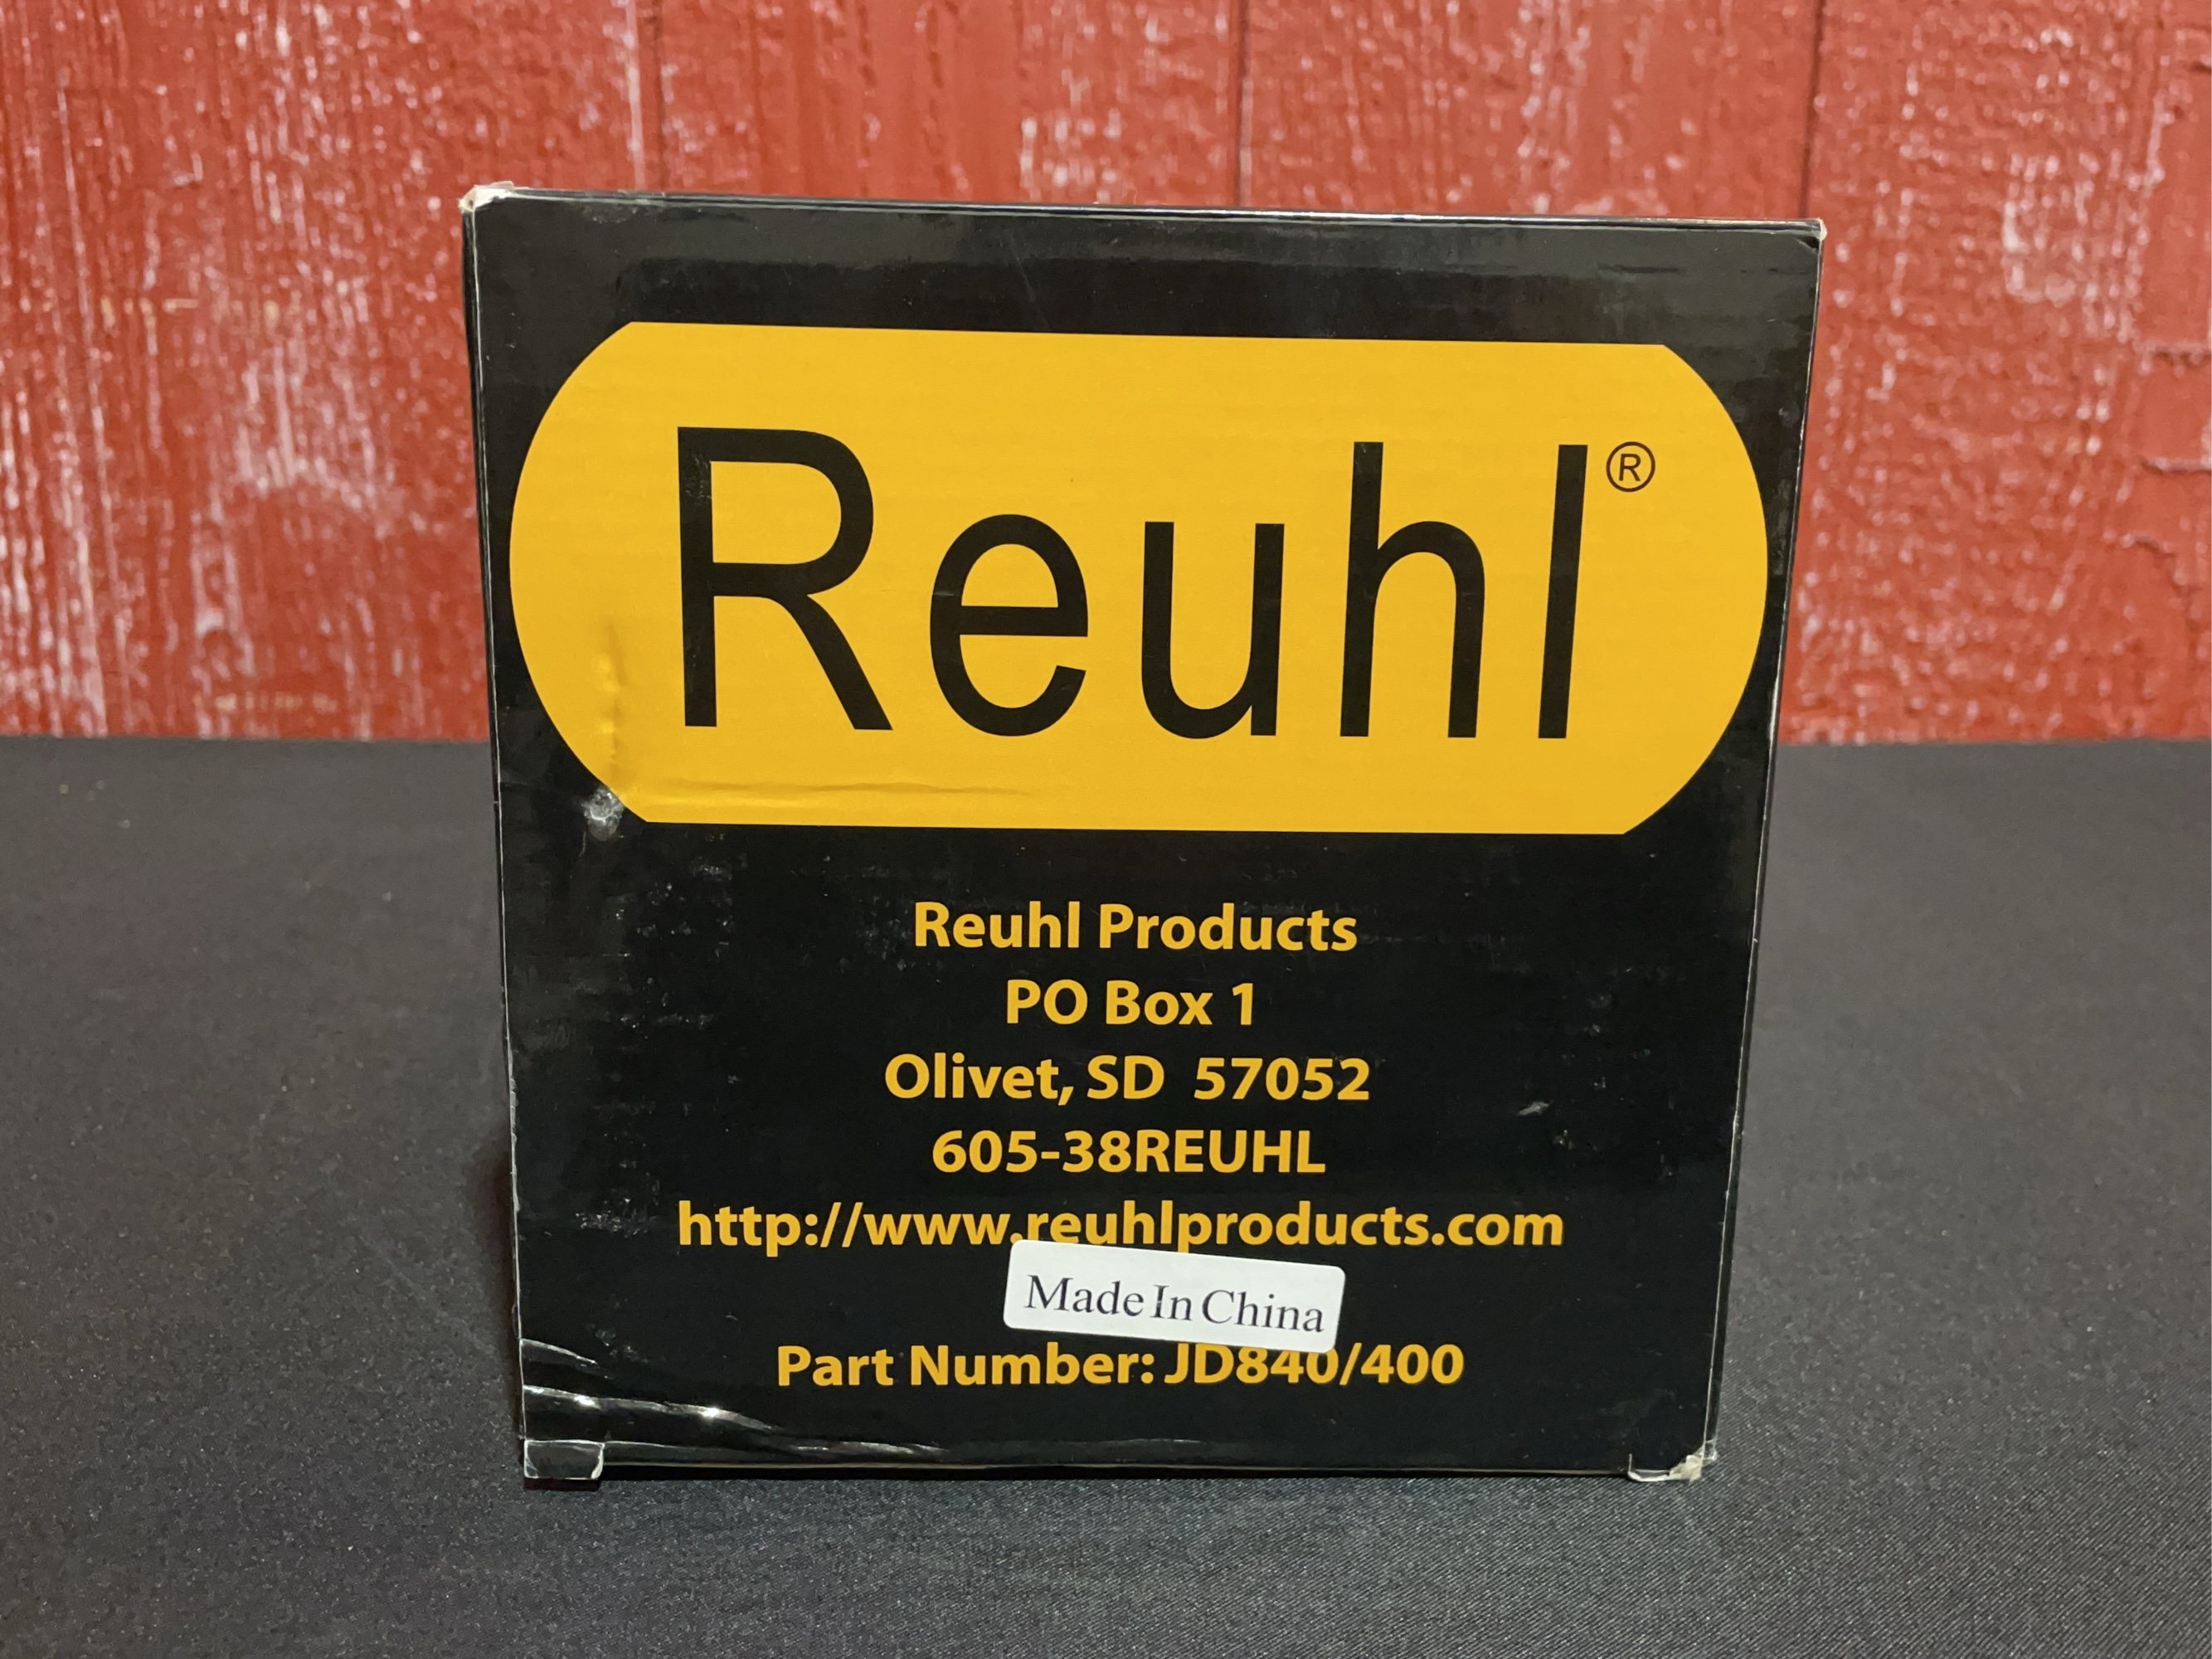 Reuhl®
Reuhl Products
PO Box 1
Olivet, SD 57052
605-38REUHL
http://www.reuhlproducts.com
Made In China
Part Number: JD840/400